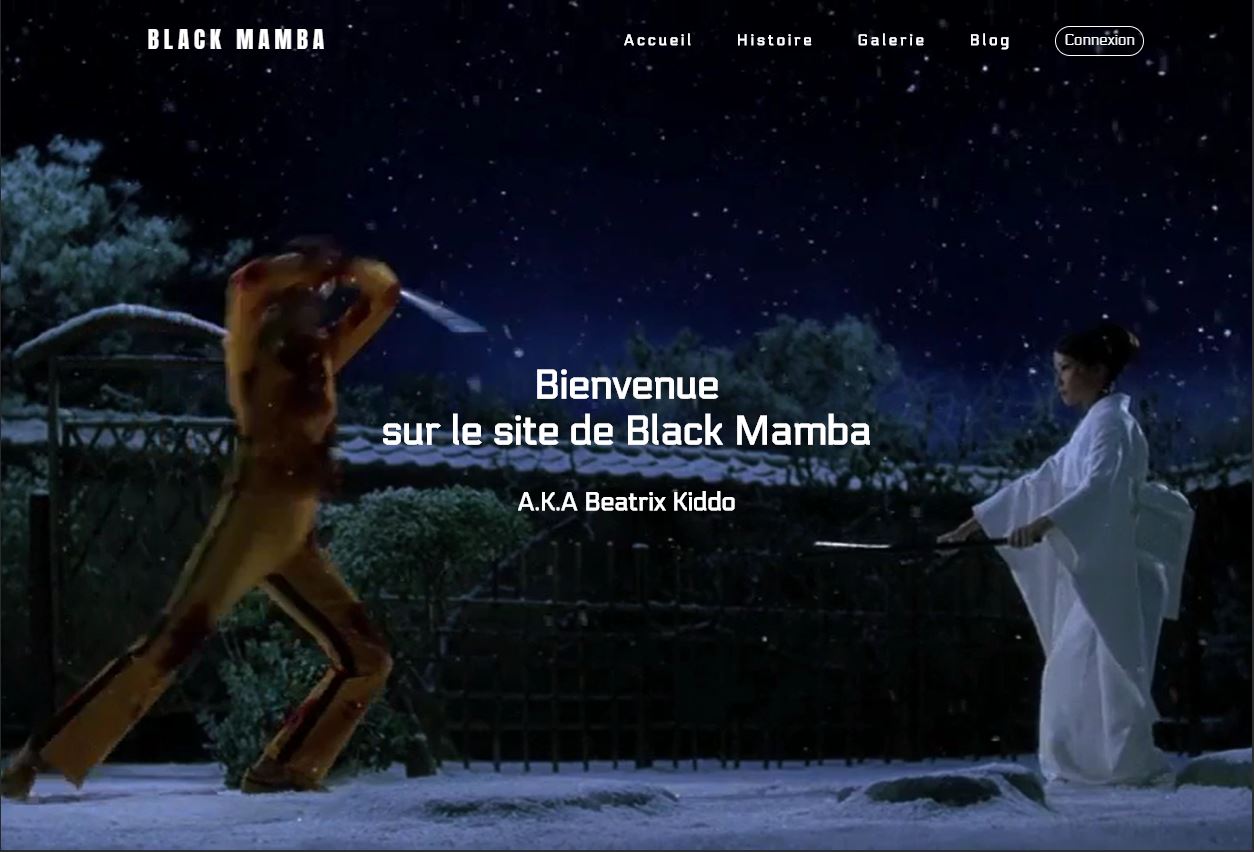 BLACK MAMBA
Accueil Histoire Galerie Blog Connexion
Bienvenue
sur le site de Black Mamba
A.K.A Beatrix Kiddo